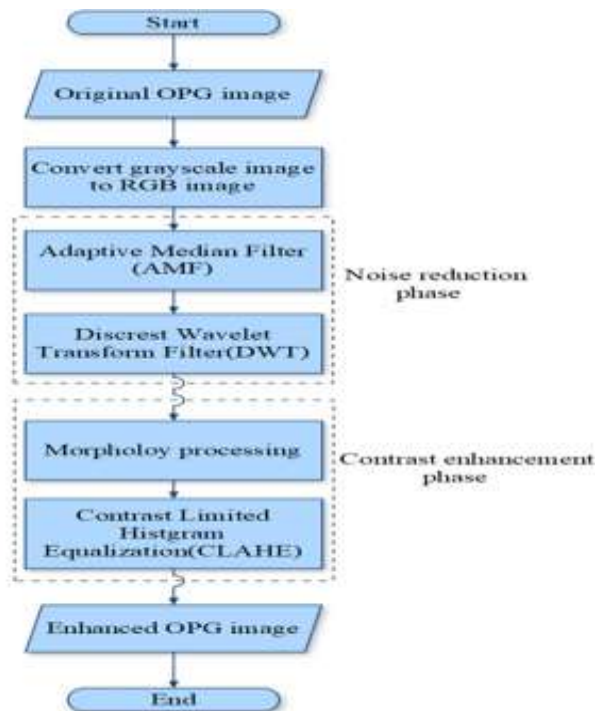 Start
Original OPG image
Convert grayscale image
to RGB image
Adaptive Median Filter
(AMF)
Noise reduction
phase
Discrest Wavelet
Transform Filter(DWT)
Morpholoy processing
Contrast enhancement
phase
Contrast Limited
Histgram
Equalization(CLAHE)
Enhanced OPG image
End